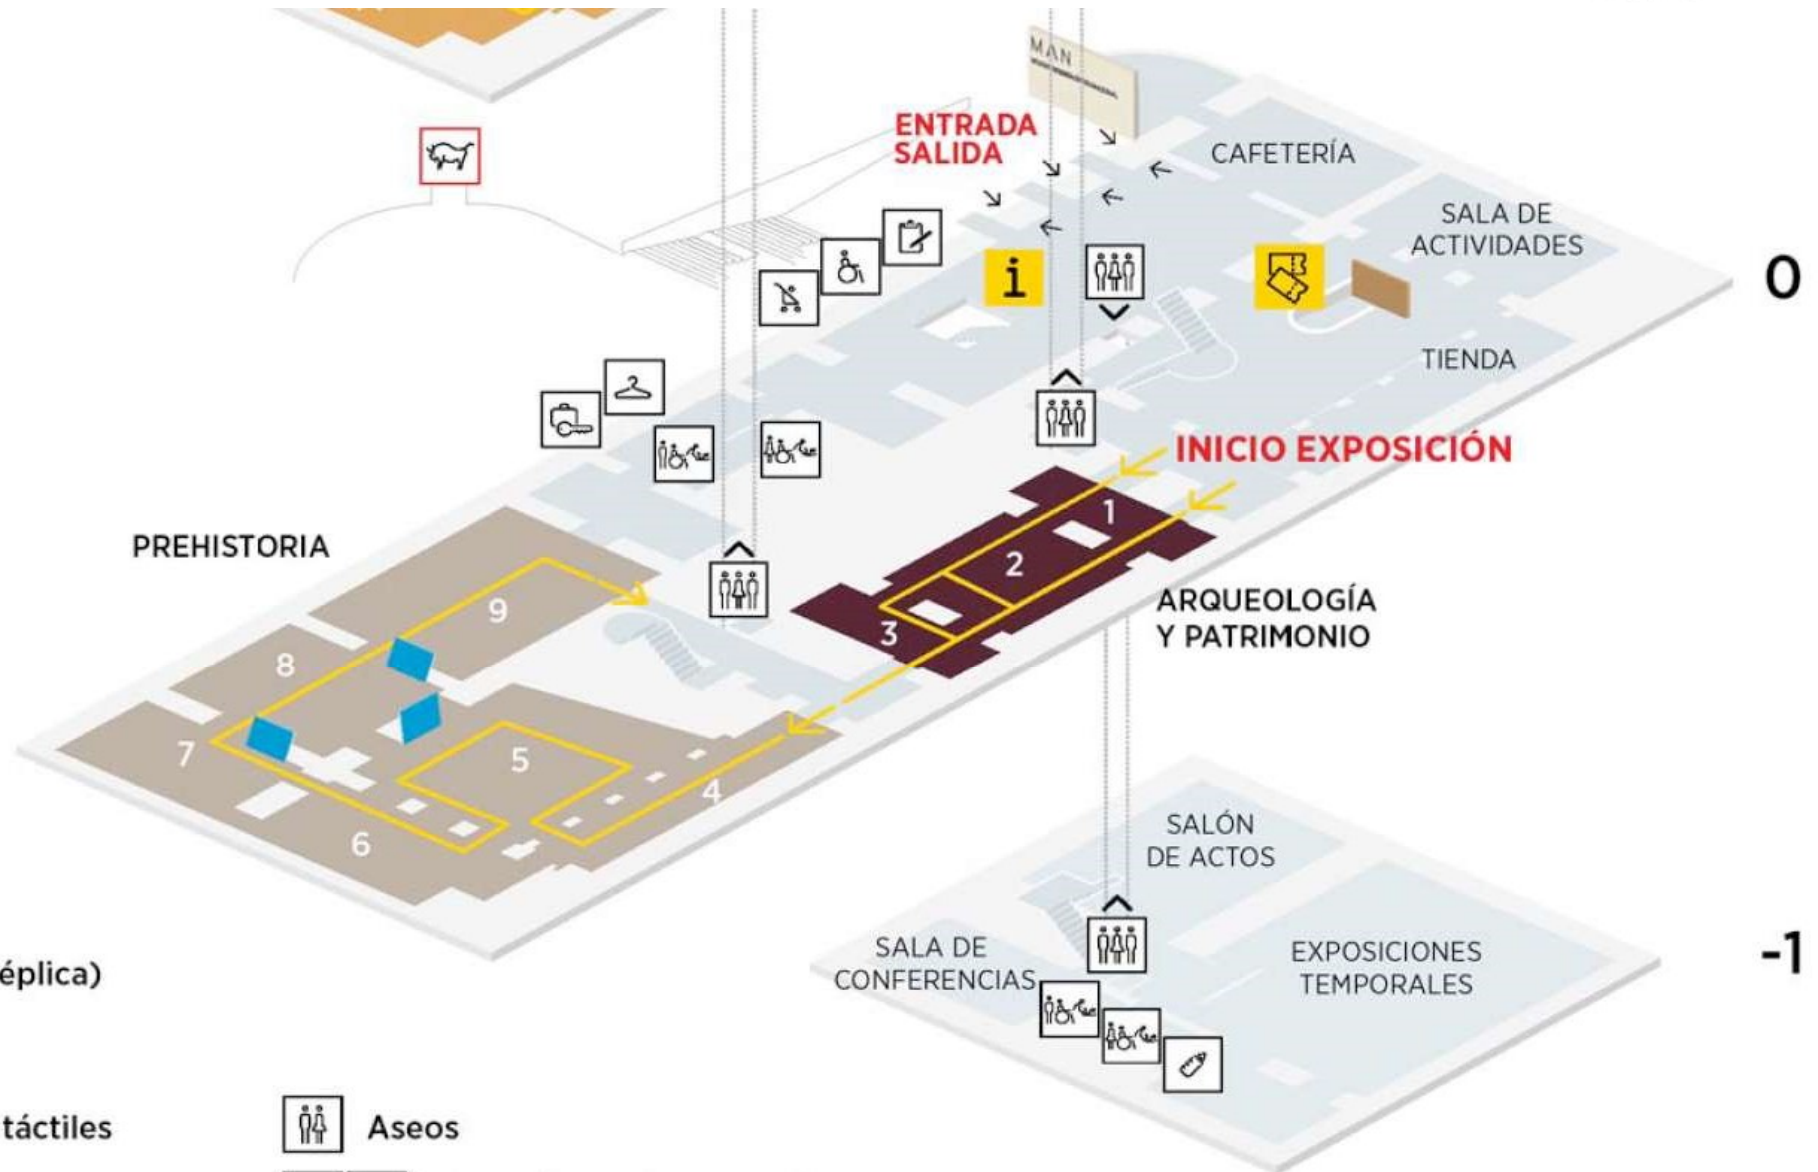 MAN
ENTRADA
SALIDA
CAFETERÍA
SALA DE
ACTIVIDADES
0
i
TIENDA
INICIO EXPOSICIÓN
PREHISTORIA
1
2
3
ARQUEOLOGÍA
Y PATRIMONIO
9
8
7
5
4
6
SALÓN
DE ACTOS
SALA DE
CONFERENCIAS
EXPOSICIONES
TEMPORALES
-1
éplica)
táctiles
Aseos